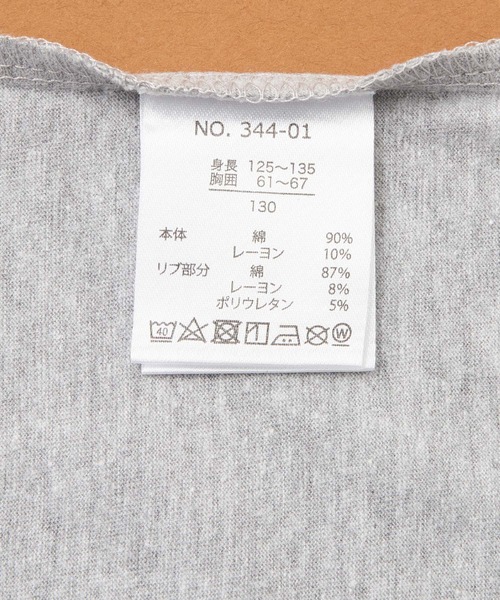 NO. 344-01
身長 125～135
胸囲 61～67
130
本体 綿 90%
レーヨン 10%
リブ部分 綿 87%
レーヨン 8%
ポリウレタン 5%
40 W